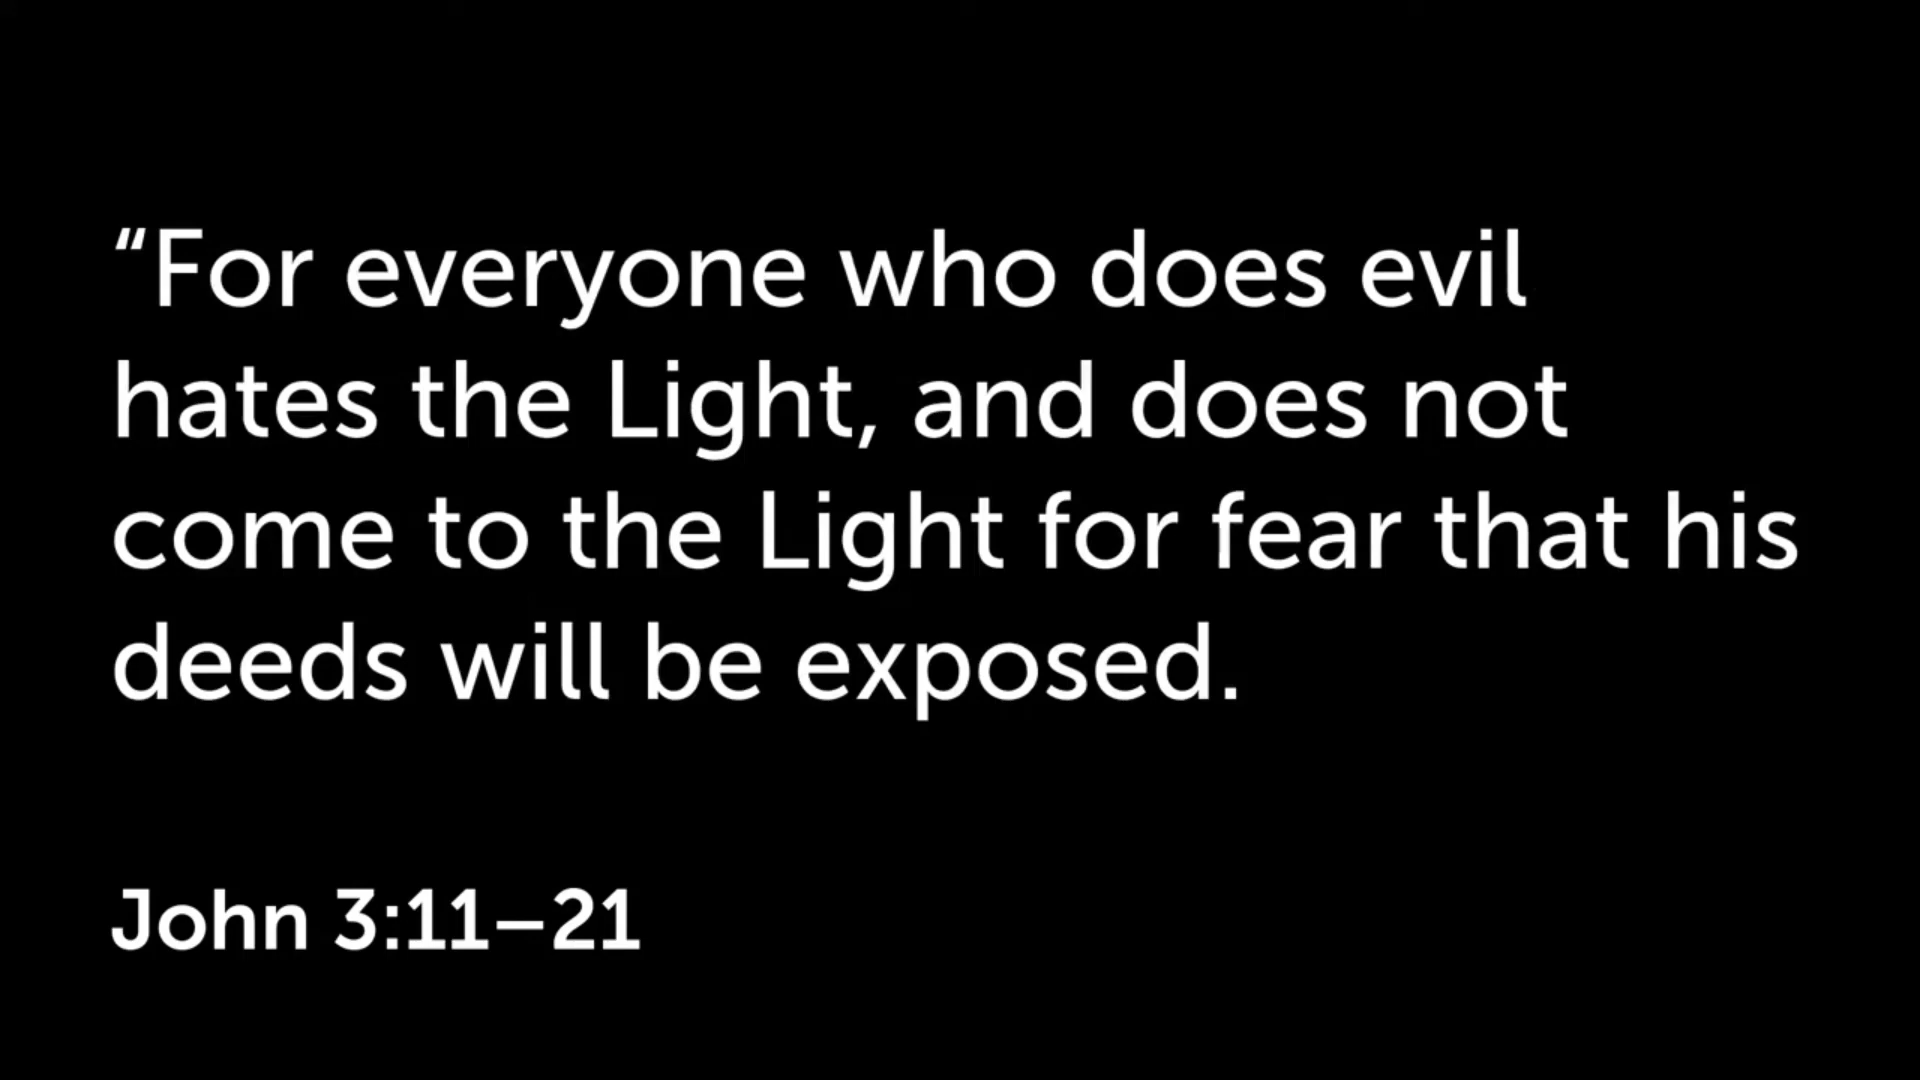 “For everyone who does evil
hates the Light, and does not
come to the Light for fear that his
deeds will be exposed.
John 3:11–21